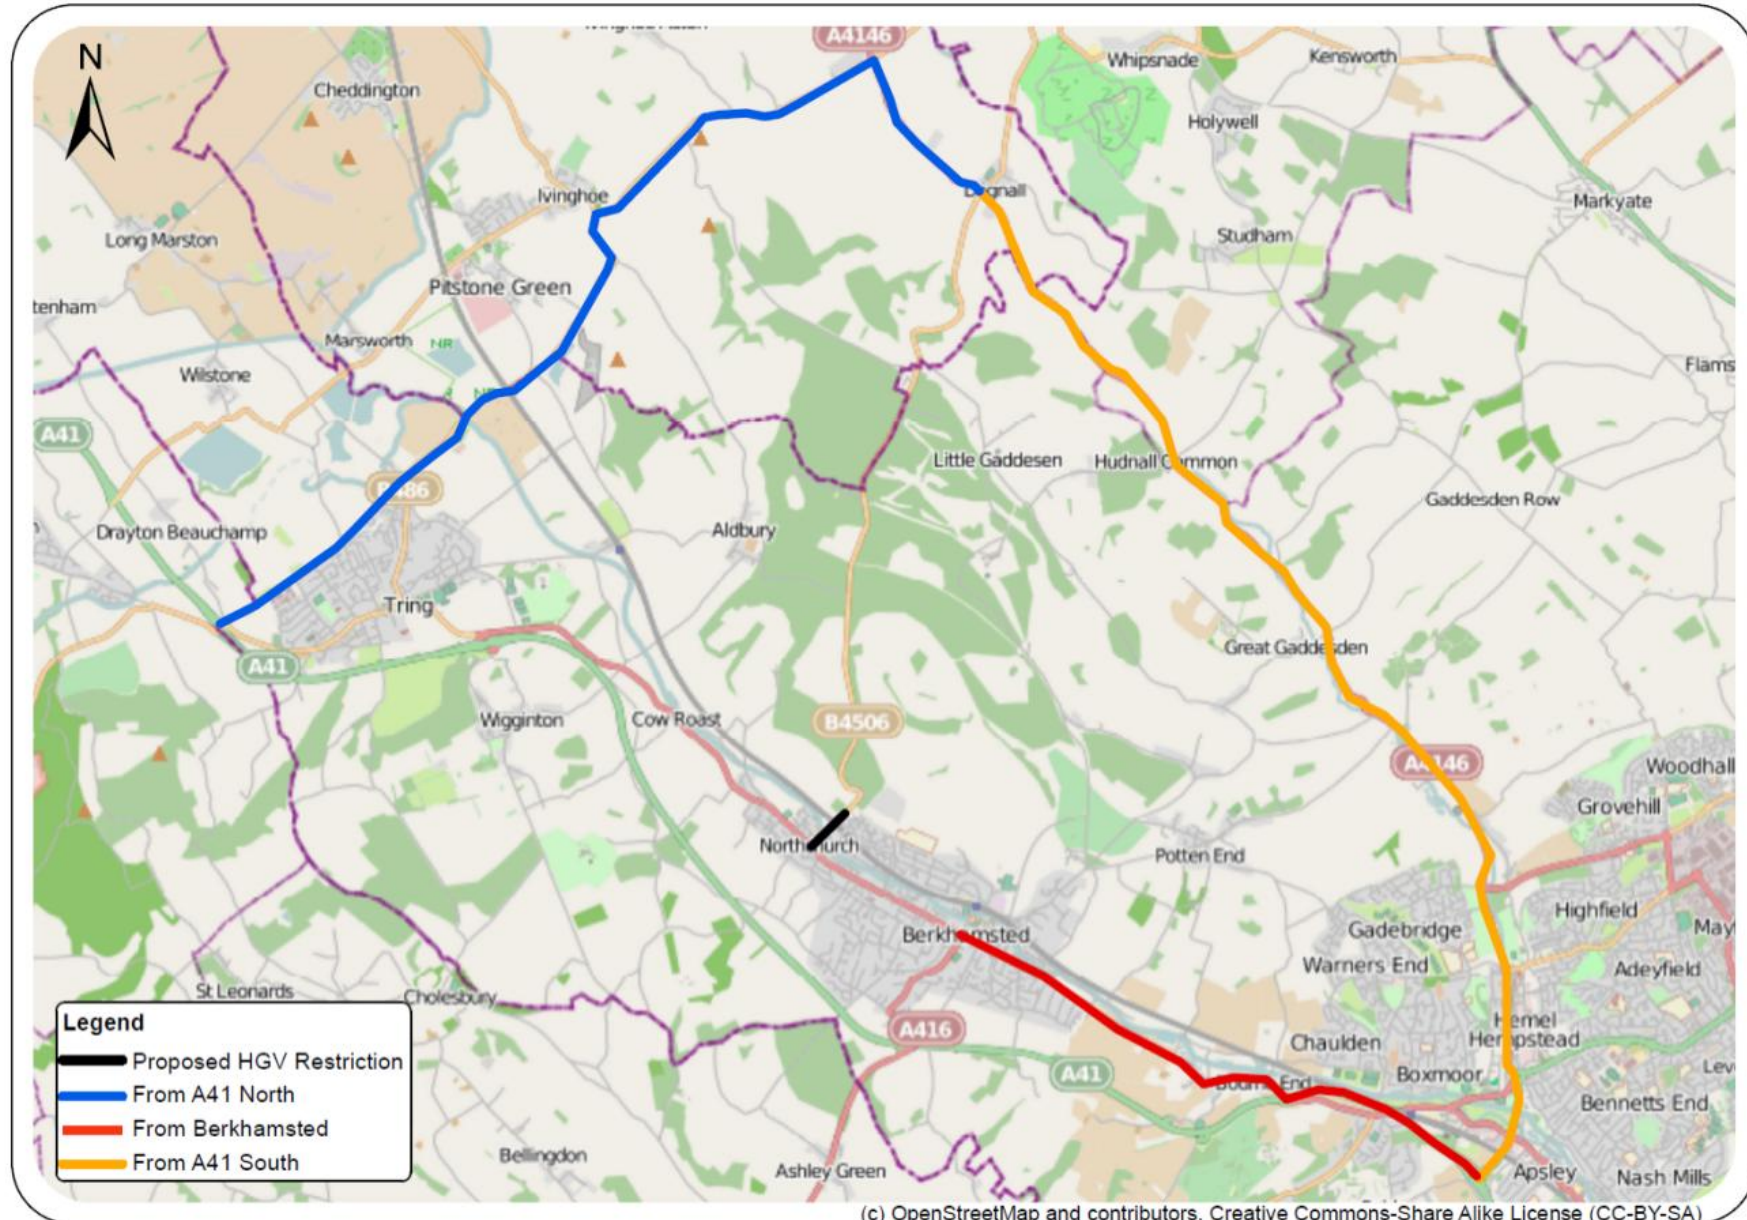 N
A4146
Whipsnade
Kensworth
Cheddington
Holywell
Ivinghoe
Markyate
Long Marston
Studham
Pitstone Green
tenham
Marsworth
NR
Wilstone
Flams
A41
Little Gaddesen
Hudnall Common
Gaddesden Row
Drayton Beauchamp
Aldbury
Tring
Great Gaddesden
A41
Wigginton
Cow Roast
B4506
A4146
Woodhall
Grovehill
Northchurch
Potten End
Highfield
Berkhamsted
Gadebridge
May
Warners End
Adeyfield
St Leonards
Cholesbury
A416
Chaulden
Hemel
Hempstead
A41
Boxmoor
Lev
Bennetts End
Bellingdon
Ashley Green
Apsley
Nash Mills
Legend
Proposed HGV Restriction
From A41 North
From Berkhamsted
From A41 South
(c) OpenStreetMap and contributors, Creative Commons-Share Alike License (CC-BY-SA)